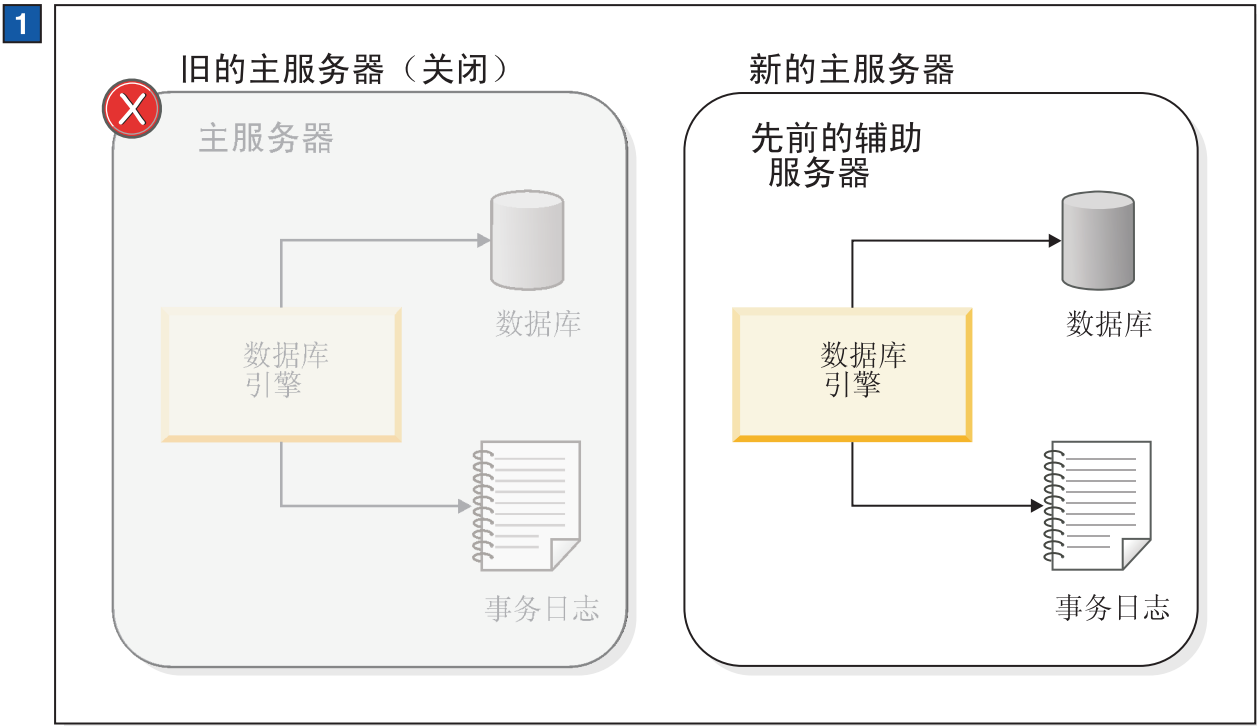 1
旧的主服务器（关闭）
主服务器
数据库
数据库
引擎
事务日志
新的主服务器
先前的辅助
服务器
数据库
数据库
引擎
事务日志